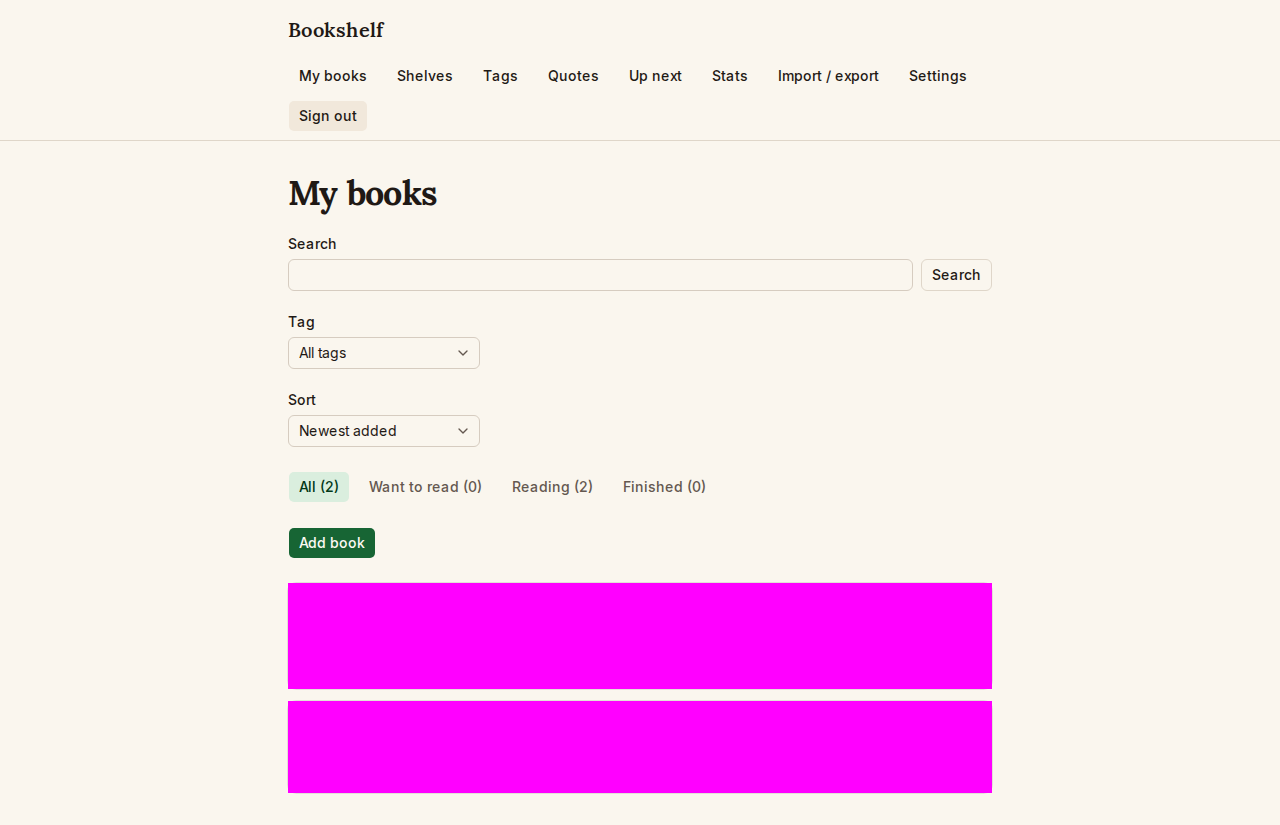 Bookshelf
My books Shelves Tags Quotes Up next Stats Import / export Settings
Sign out
My books
Search
Search
Tag
All tags
Sort
Newest added
All (2) Want to read (0) Reading (2) Finished (0)
Add book